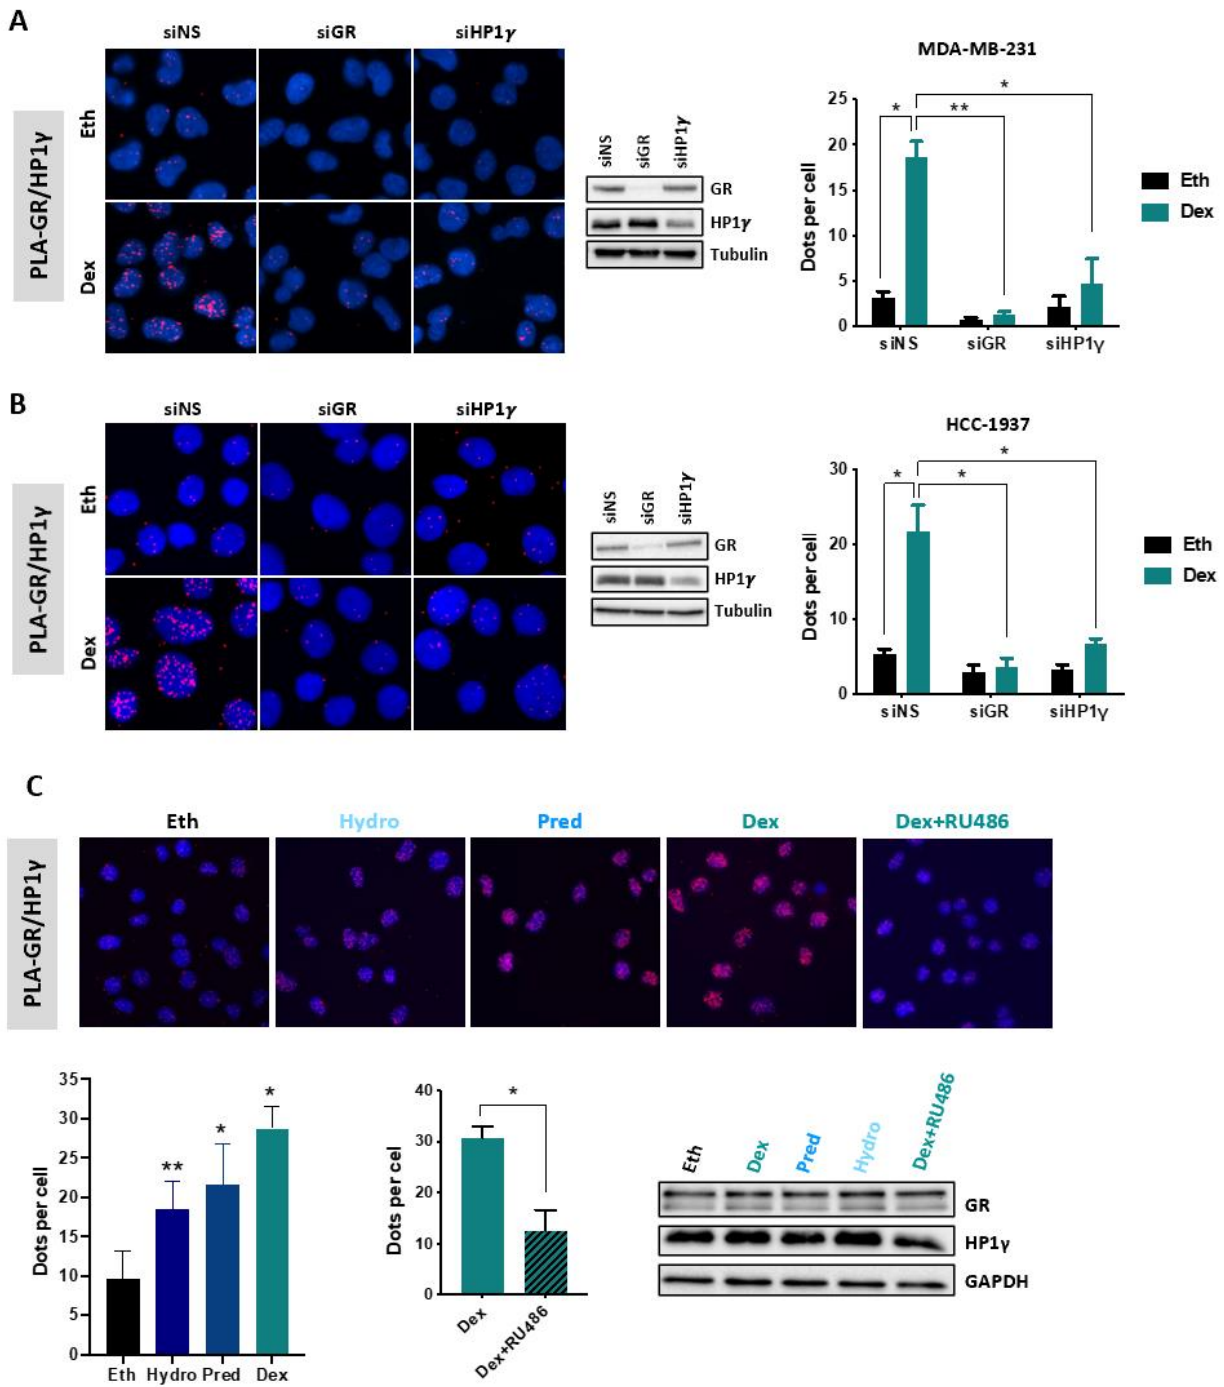 A
siNS siGR siHP1γ
PLA-GR/HP1γ
Eth
Dex
siNS siGR siHP1γ
GR
HP1γ
Tubulin
MDA-MB-231
Dots per cell
25
20
15
10
5
0
* ** *
siNS siGR siHP1γ
Eth
Dex
B
siNS siGR siHP1γ
PLA-GR/HP1γ
Eth
Dex
siNS siGR siHP1γ
GR
HP1γ
Tubulin
HCC-1937
Dots per cell
30
20
10
0
* * *
siNS siGR siHP1γ
Eth
Dex
C
Eth Hydro Pred Dex Dex+RU486
PLA-GR/HP1γ
Dots per cell
35
30
25
20
15
10
5
0
** * *
Eth Hydro Pred Dex
Dots per cel
40
30
20
10
0
*
Dex Dex+RU486
Eth Dex Pred Hydro Dex+RU486
GR
HP1γ
GAPDH